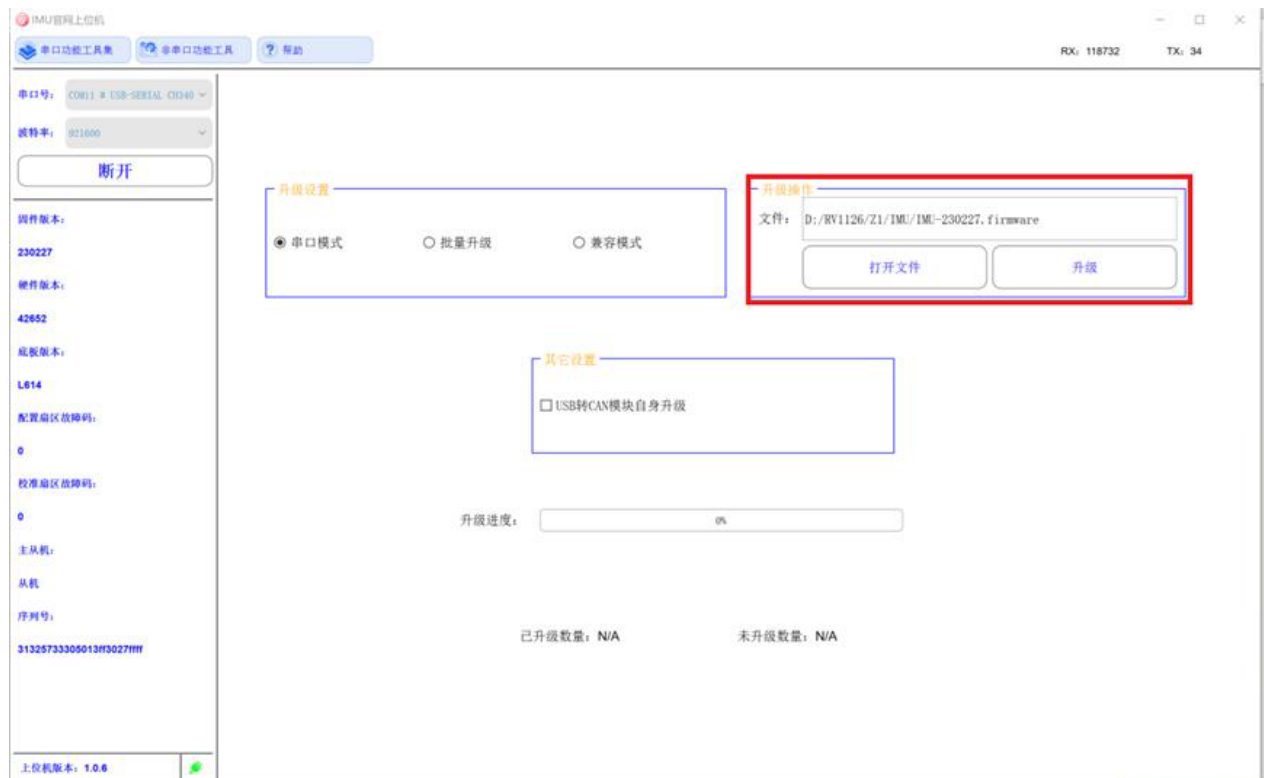 IMU官网上位机
串口功能工具集 非串口功能工具 帮助 RX: 118732 TX: 34
串口号: COM11 # USB-SERIAL CH340
波特率: 921600
断开
固件版本:
230227
硬件版本:
42652
底板版本:
L614
配置扇区故障码:
0
校准扇区故障码:
0
主从机:
从机
序列号:
31325733305013ff3027ffff
上位机版本: 1.0.6
升级设置
串口模式 批量升级 兼容模式
升级操作
文件: D:/RV1126/Z1/IMU/IMU-230227.firmware
打开文件 升级
其它设置
USB转CAN模块自身升级
升级进度: 0%
已升级数量: N/A 未升级数量: N/A